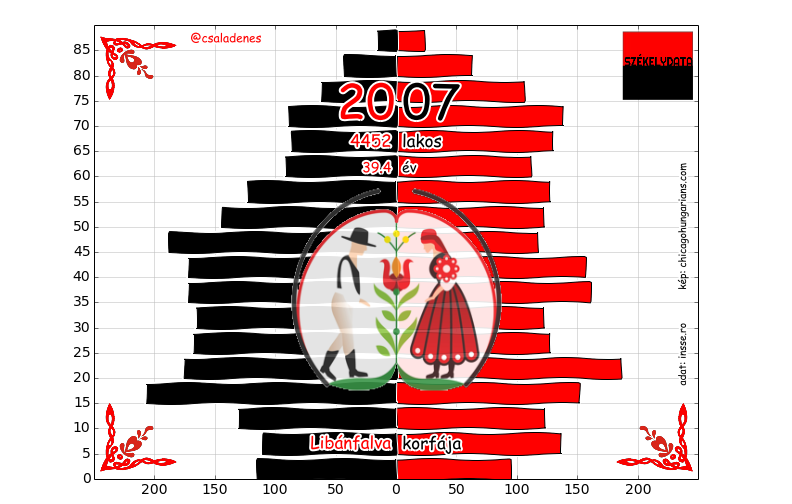 @csaladenes
SZÉKELYDATA
2007
4452 lakos
39.4 év
kép: chicagohungarians.com
adat: insse.ro
Libánfalva korfája
85
80
75
70
65
60
55
50
45
40
35
30
25
20
15
10
5
0
200 150 100 50 0 50 100 150 200